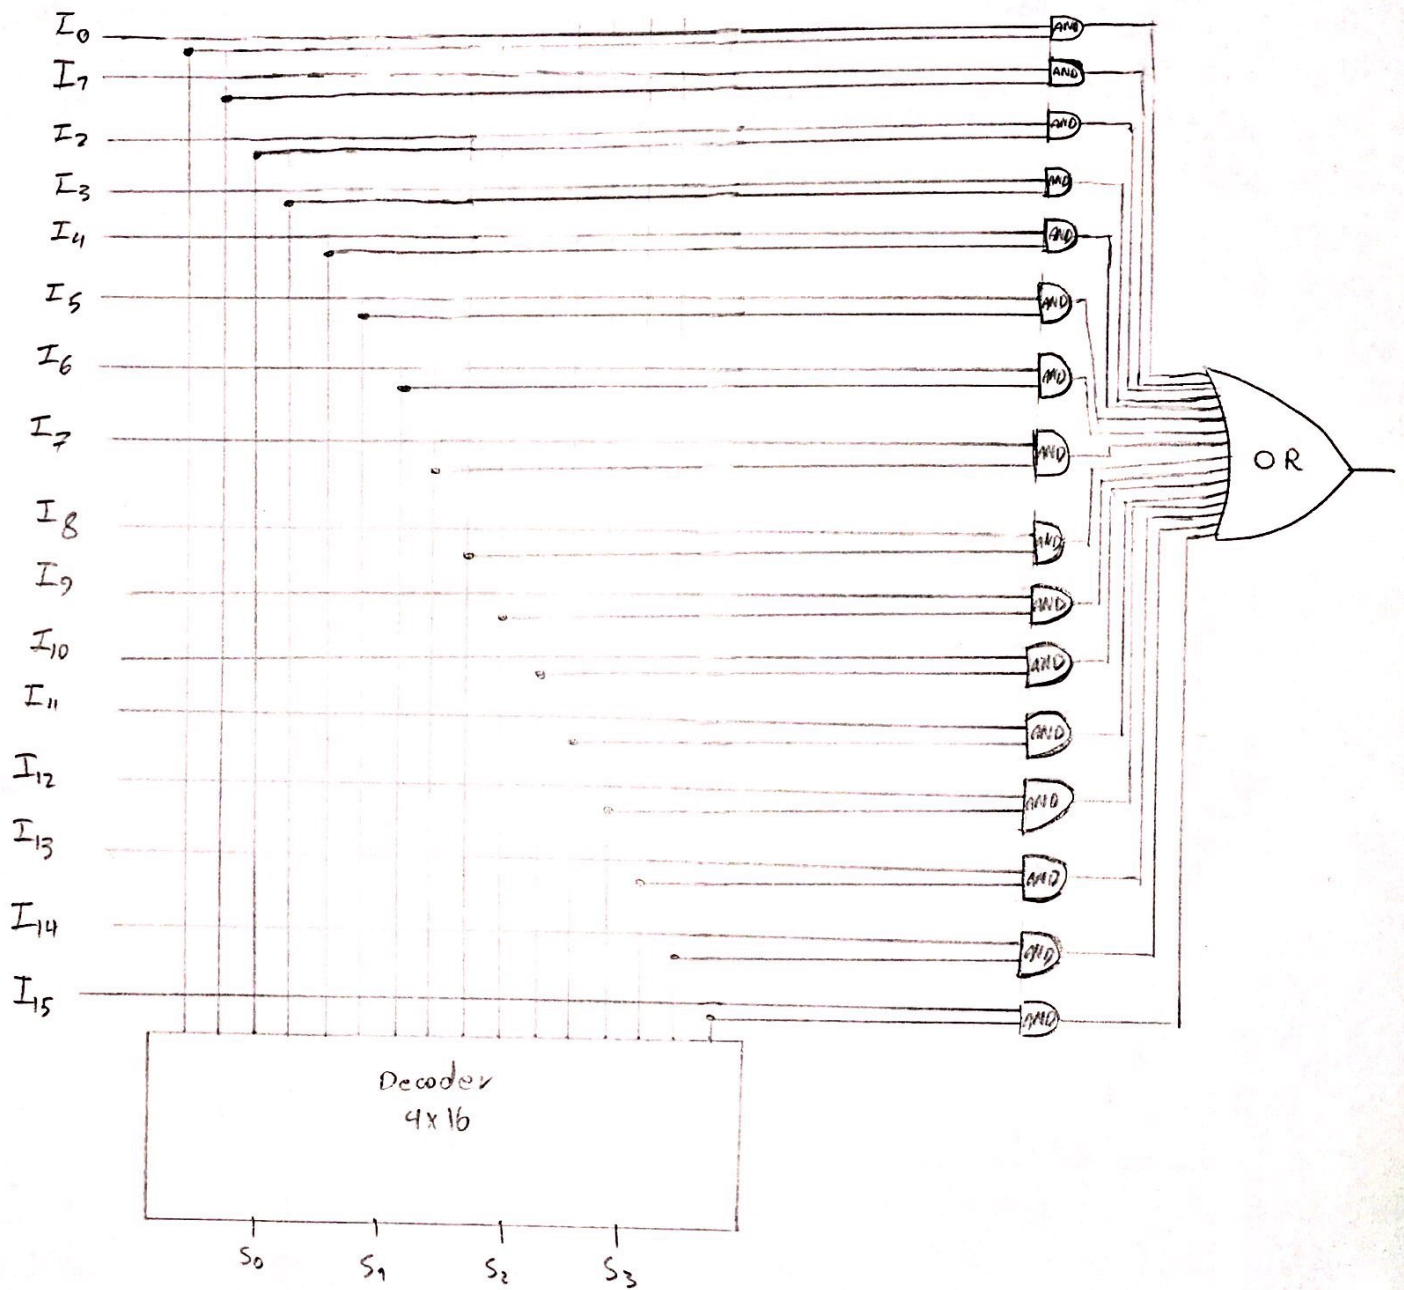 I0
AND
I1
AND
I2
AND
I3
AND
I4
AND
I5
AND
I6
AND
I7
AND
OR
I8
AND
I9
AND
I10
AND
I11
AND
I12
AND
I13
AND
I14
AND
I15
AND
Decoder
4x16
S0
S1
S2
S3